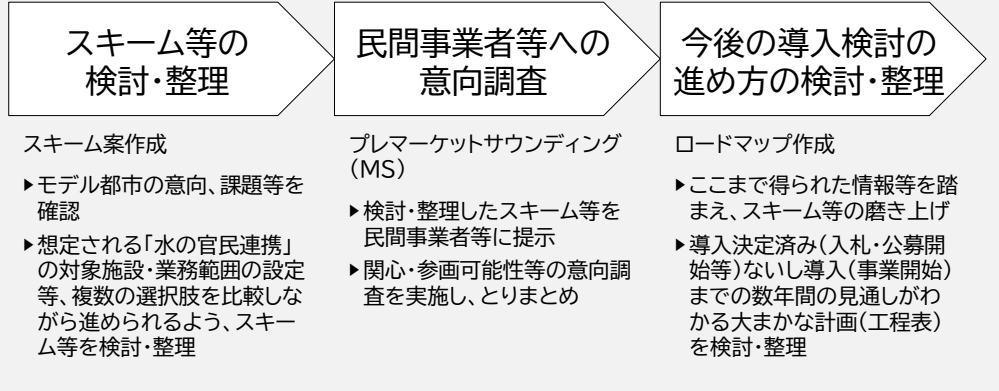 スキーム等の
検討・整理
スキーム案作成
▶モデル都市の意向、課題等を
確認
▶想定される「水の官民連携」
の対象施設・業務範囲の設定
等、複数の選択肢を比較しな
がら進められるよう、スキー
ム等を検討・整理
民間事業者等への
意向調査
プレマーケットサウンディング
（MS）
▶検討・整理したスキーム等を
民間事業者等に提示
▶関心・参画可能性等の意向調
査を実施し、とりまとめ
今後の導入検討の
進め方の検討・整理
ロードマップ作成
▶ここまで得られた情報等を踏
まえ、スキーム等の磨き上げ
▶導入決定済み（入札・公募開
始等）ないし導入（事業開始）
までの数年間の見通しがわ
かる大まかな計画（工程表）
を検討・整理